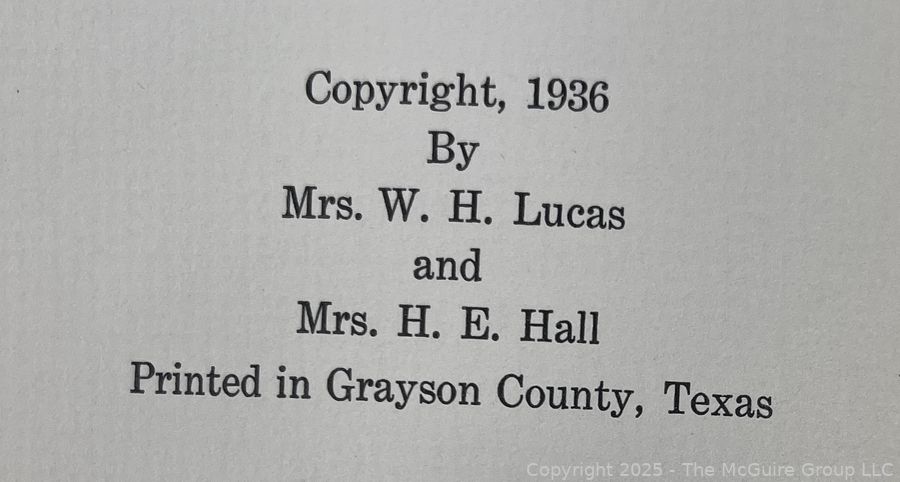 Copyright, 1936
By
Mrs. W. H. Lucas
and
Mrs. H. E. Hall
Printed in Grayson County, Texas
Copyright 2025 - The McGuire Group LLC